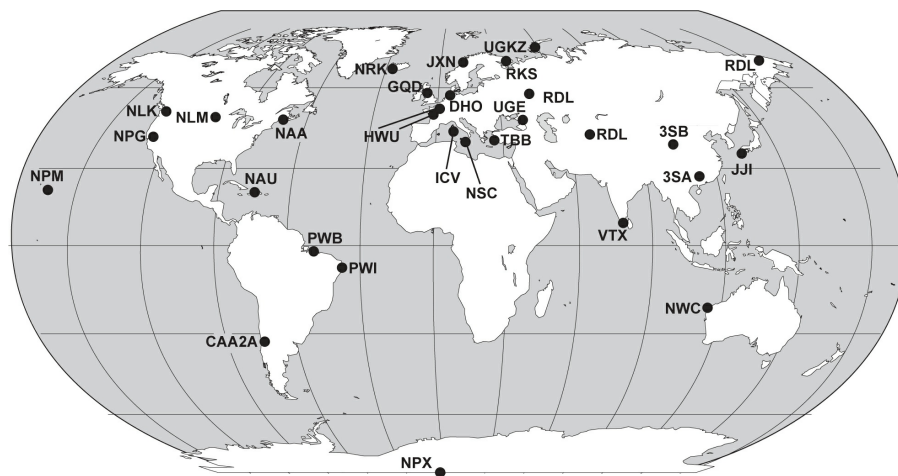 UGKZ
JXN
RDL
NRK
RKS
GQD
NLK
NLM
DHO
UGE
RDL
NPG
NAA
HWU
TBB
RDL
3SB
JJI
NPM
NAU
ICV
NSC
3SA
VTX
PWB
PWI
NWC
CAA2A
NPX